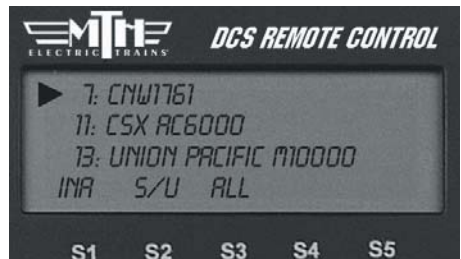 MTH
ELECTRIC TRAINS
DCS REMOTE CONTROL
7: CNW1761
11: CSX AC6000
13: UNION PACIFIC M10000
INA S/U ALL
S1 S2 S3 S4 S5